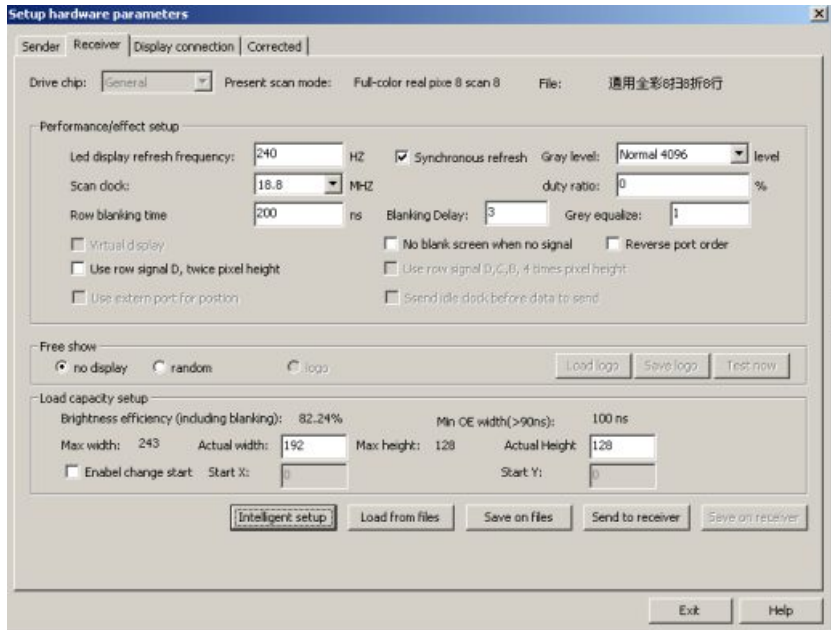 Setup hardware parameters
Sender Receiver Display connection Corrected
Drive chip: General Present scan mode: Full-color real pixe 8 scan 8 File: 通用全彩8扫8折8行
Performance/effect setup
Led display refresh frequency: 240 HZ Synchronous refresh Gray level: Normal 4096 level
Scan clock: 18.8 MHZ duty ratio: 0 %
Row blanking time 200 ns Blanking Delay: 3 Grey equalize: 1
Virtual display No blank screen when no signal Reverse port order
Use row signal D, twice pixel height Use row signal D,C,B, 4 times pixel height
Use extern port for postion Ssend idle clock before data to send
Free show
no display random logo Load logo Save logo Test now
Load capacity setup
Brightness efficiency (including blanking): 82.24% Min OE width(>90ns): 100 ns
Max width: 243 Actual width: 192 Max height: 128 Actual Height 128
Enabel change start Start X: 0 Start Y: 0
Intelligent setup Load from files Save on files Send to receiver Save on receiver
Exit Help